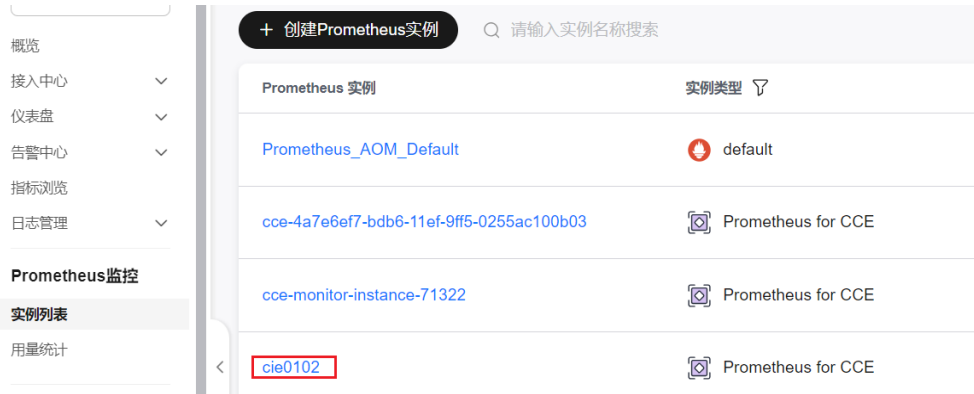 概览
接入中心
仪表盘
告警中心
指标浏览
日志管理
Prometheus监控
实例列表
用量统计
+ 创建Prometheus实例
请输入实例名称搜索
Prometheus 实例 实例类型
Prometheus_AOM_Default default
cce-4a7e6ef7-bdb6-11ef-9ff5-0255ac100b03 Prometheus for CCE
cce-monitor-instance-71322 Prometheus for CCE
cie0102 Prometheus for CCE